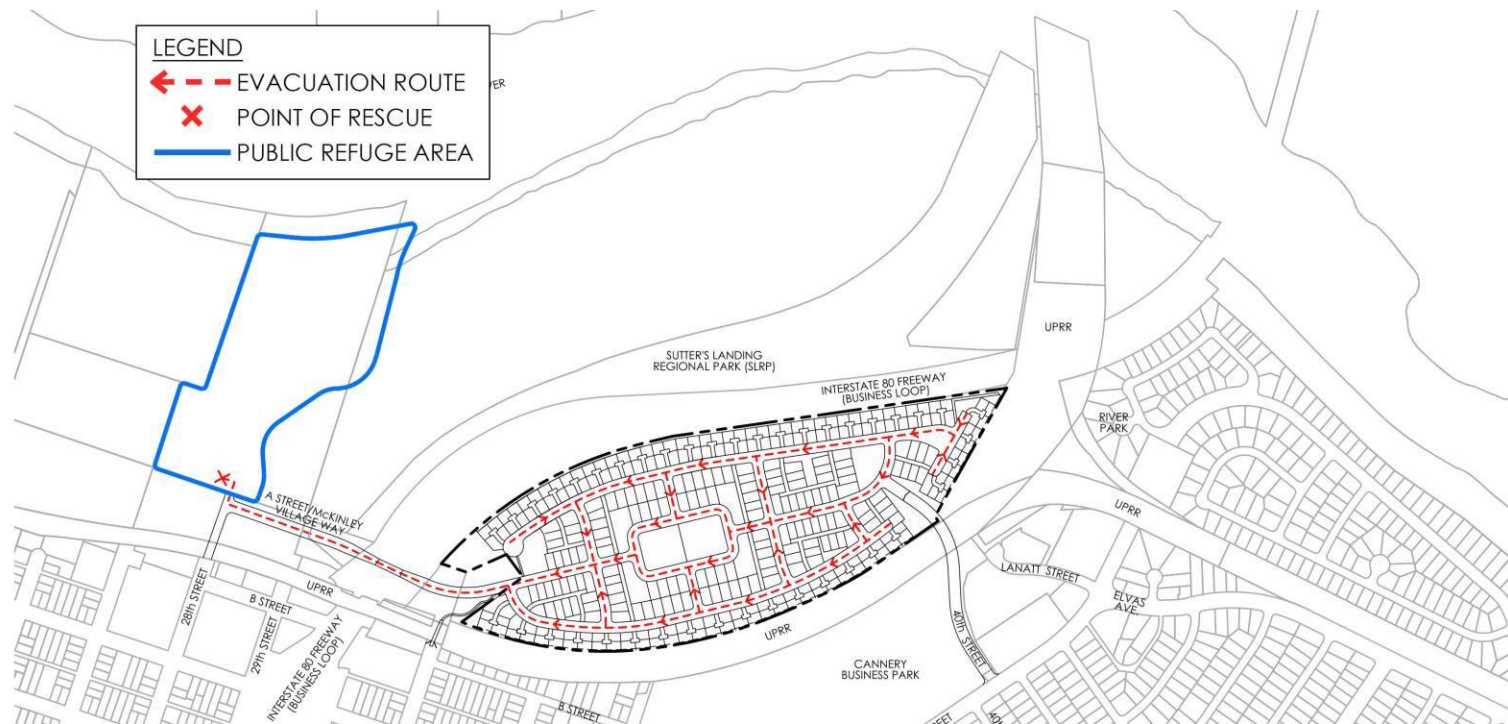 LEGEND
EVACUATION ROUTE
POINT OF RESCUE
PUBLIC REFUGE AREA
UPRR
SUTTER'S LANDING
REGIONAL PARK (SLRP)
INTERSTATE 80 FREEWAY
(BUSINESS LOOP)
RIVER
PARK
A STREET/MCKINLEY
VILLAGE WAY
UPRR
28th STREET
UPRR
B STREET
29th STREET
INTERSTATE 80 FREEWAY
(BUSINESS LOOP)
UPRR
LANATT STREET
ELVAS
AVE.
40th STREET
CANNERY
BUSINESS PARK
B STREET